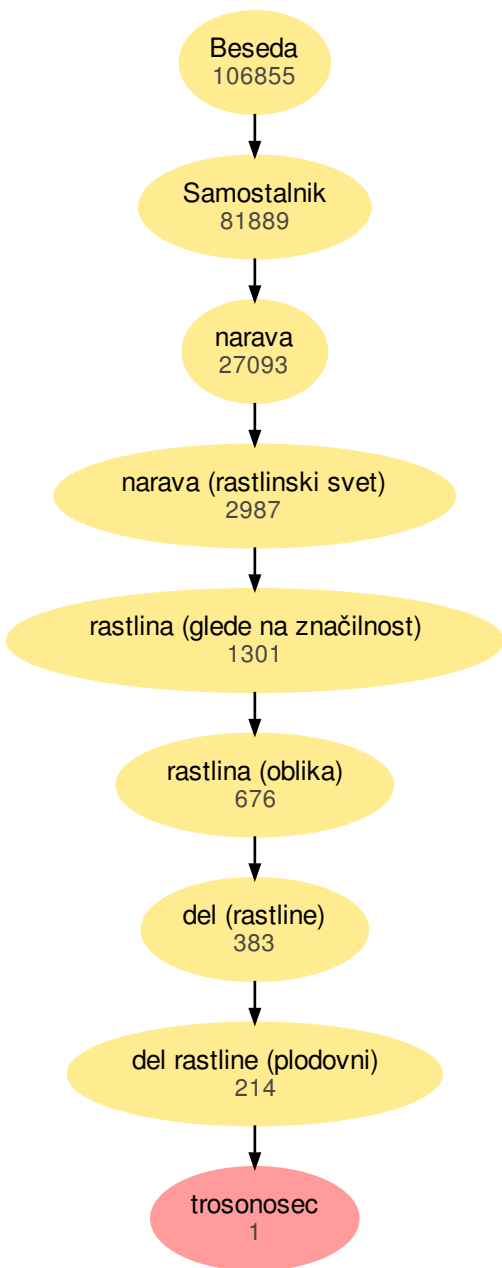 Beseda
106855
Samostalnik
81889
narava
27093
narava (rastlinski svet)
2987
rastlina (glede na značilnost)
1301
rastlina (oblika)
676
del (rastline)
383
del rastline (plodovni)
214
trosonosec
1